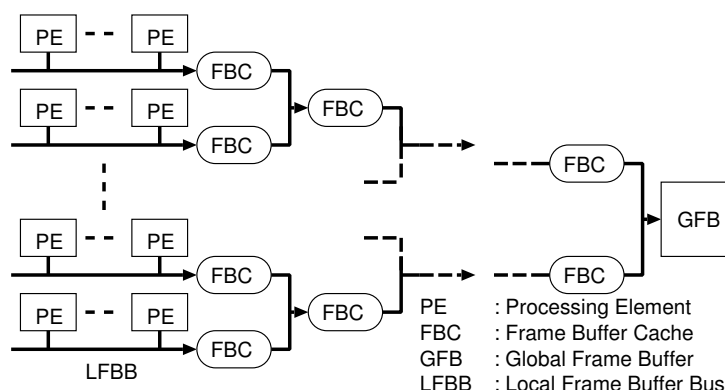 PE PE
FBC
FBC
PE PE
FBC
FBC
GFB
PE PE
FBC
FBC
PE PE
FBC
FBC
LFBB
PE : Processing Element
FBC : Frame Buffer Cache
GFB : Global Frame Buffer
LFBB : Local Frame Buffer Bus